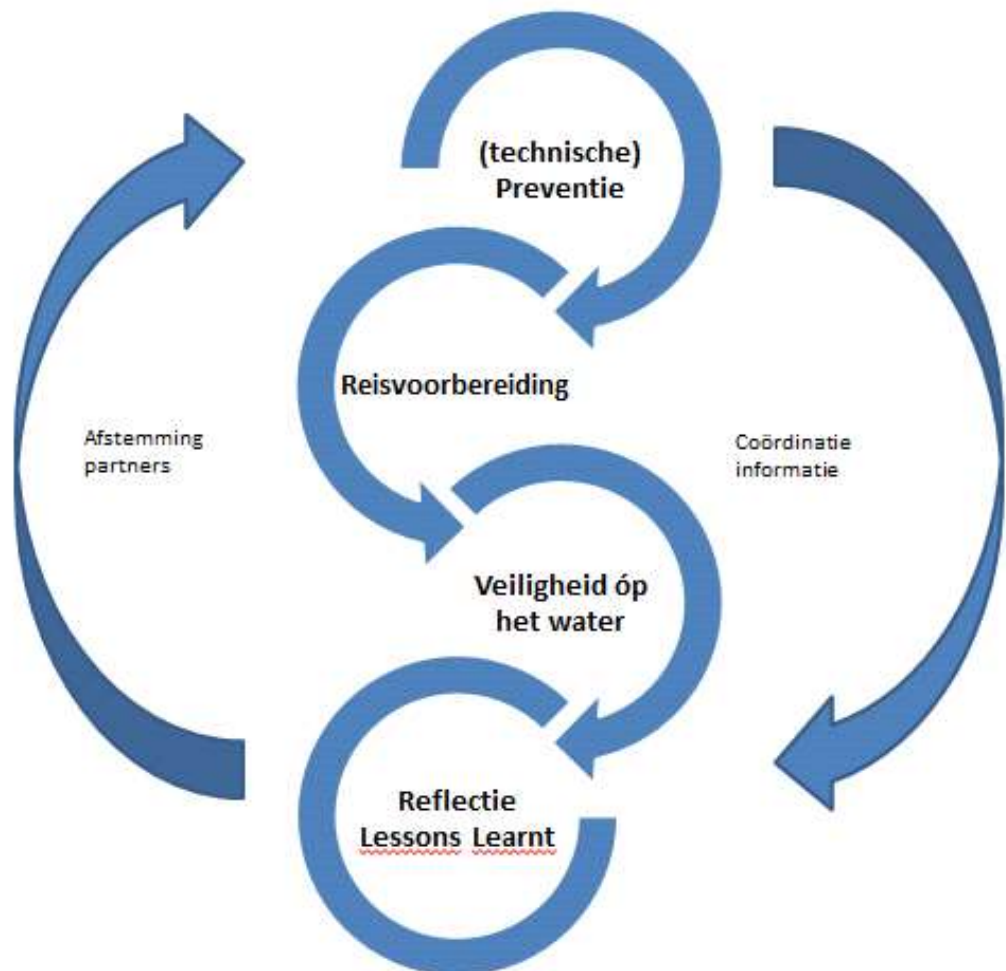 (technische)
Preventie
Reisvoorbereiding
Afstemming
partners
Coördinatie
informatie
Veiligheid óp
het water
Reflectie
Lessons Learnt